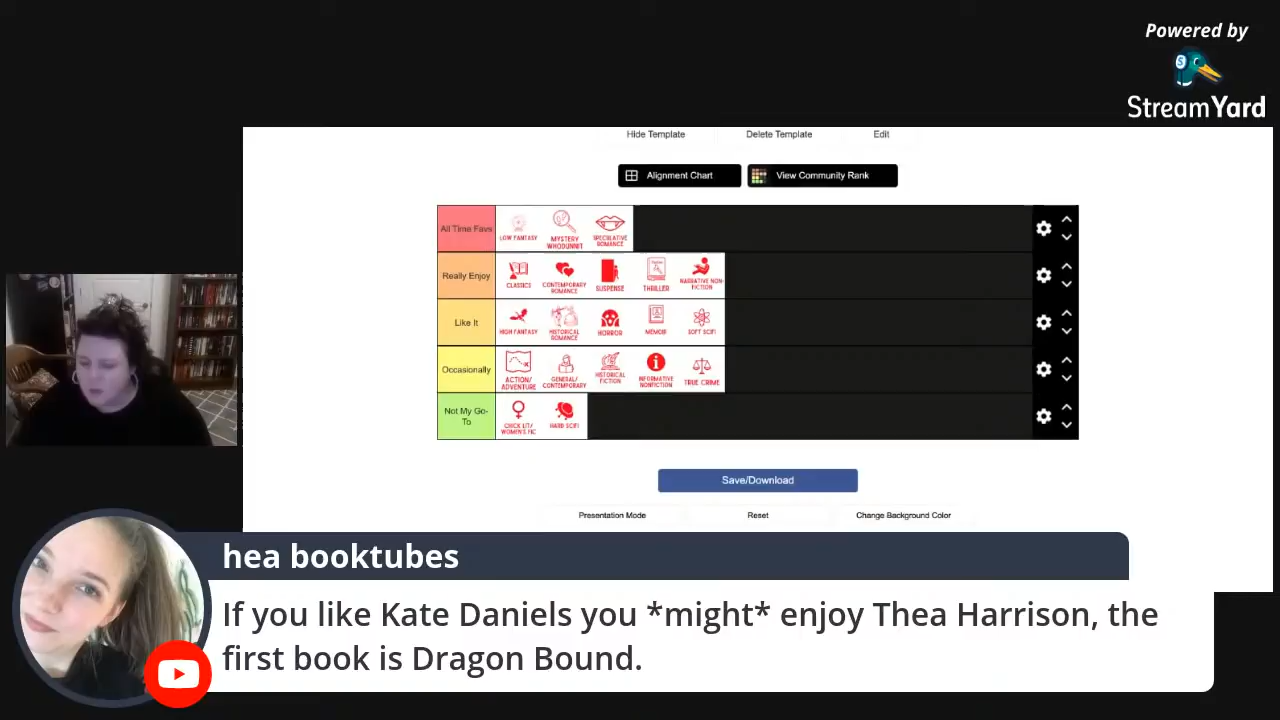 Powered by
S
StreamYard
Hide Template
Delete Template
Edit
Alignment Chart
View Community Rank
All Time Favs
LOW FANTASY
MYSTERY
WHODUNNIT
SPECULATIVE
ROMANCE
Really Enjoy
CLASSICS
CONTEMPORARY
ROMANCE
SUSPENSE
THRILLER
NARRATIVE NON-
FICTION
Like It
HIGH FANTASY
HISTORICAL
ROMANCE
HORROR
MEMOIR
SOFT SCIFI
Occasionally
ACTION/
ADVENTURE
GENERAL/
CONTEMPORARY
HISTORICAL
FICTION
INFORMATIVE
NONFICTION
TRUE CRIME
Not My Go-
To
CHICK LIT/
WOMEN'S FIC
HARD SCIFI
Save/Download
Presentation Mode
Reset
Change Background Color
hea booktubes
If you like Kate Daniels you *might* enjoy Thea Harrison, the
first book is Dragon Bound.